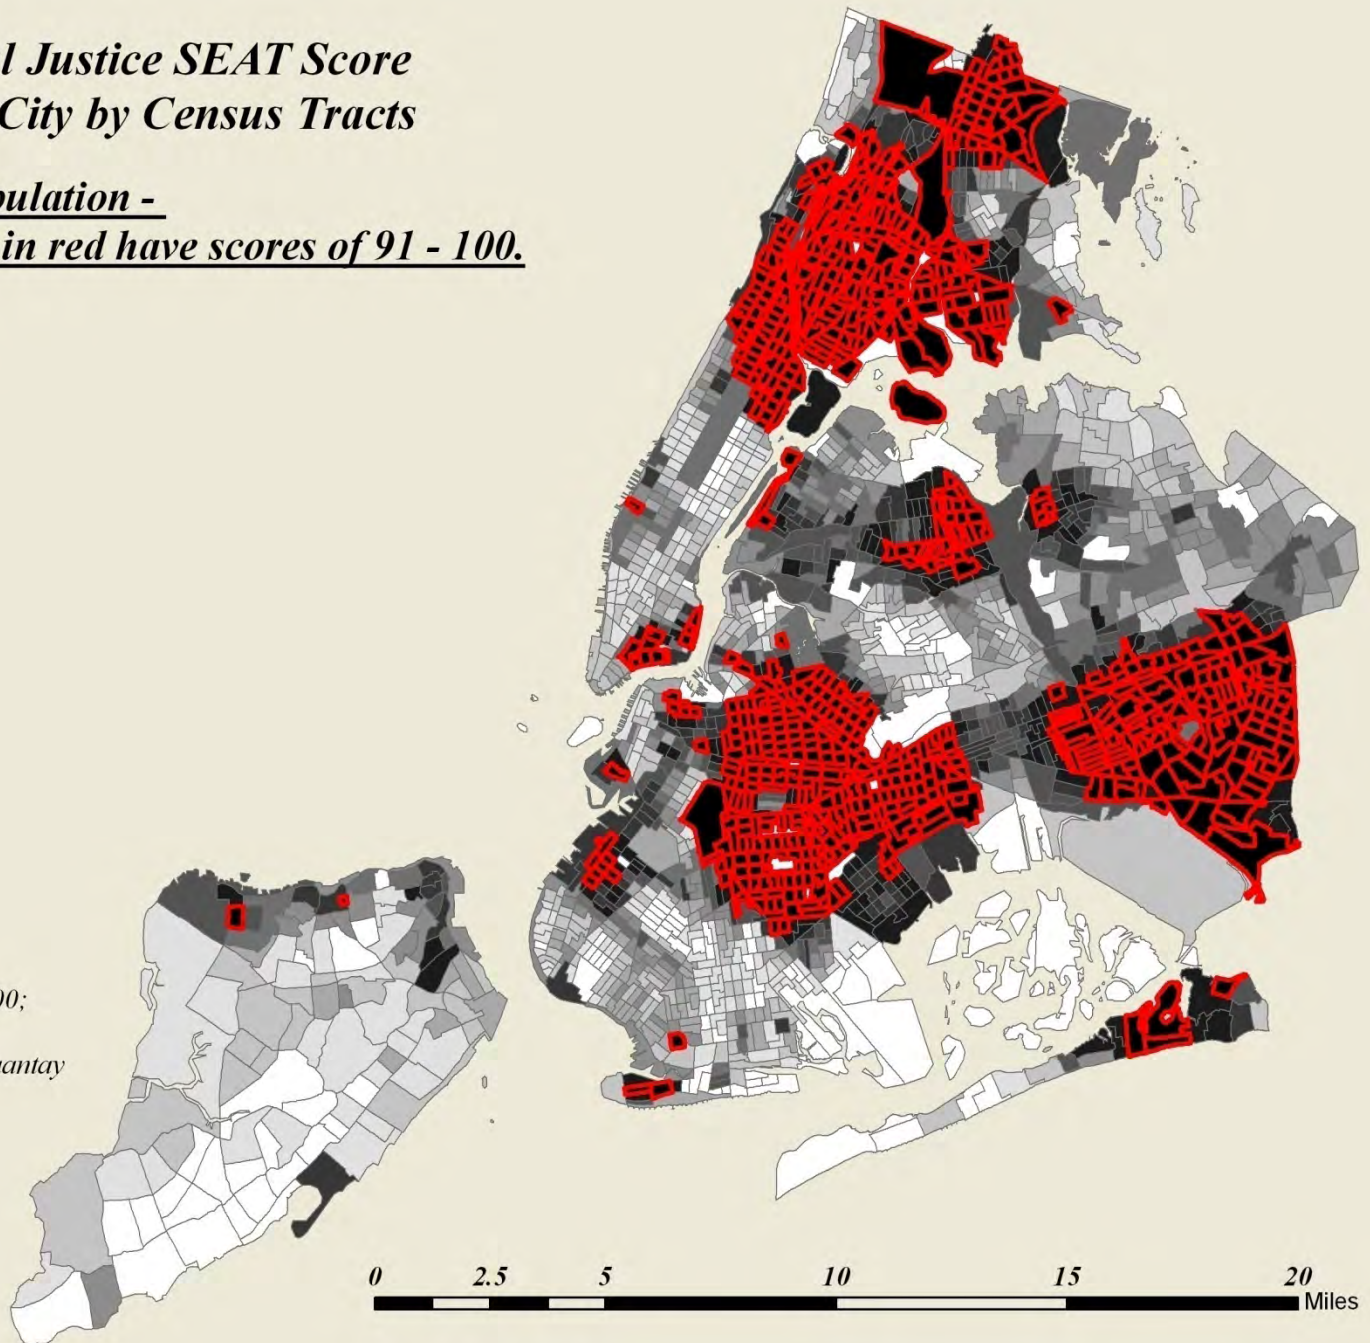 l Justice SEAT Score
City by Census Tracts
pulation -
in red have scores of 91 - 100.
00;
antay
0 2.5 5 10 15 20
Miles